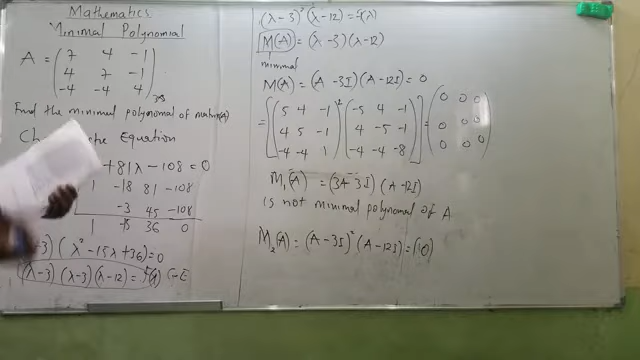 Mathematics
Minimal Polynomial
A = ( 7 4 -1
4 7 -1
-4 -4 4 ) 3x3
Find the minimal polynomial of matrix(A)
Equation
+81λ - 108 = 0
1 -18 81 -108
-3 45 -108
1 -15 36 0
-3) ( λ² - 15λ + 36) = 0
(λ-3) (λ-3) (λ-12) = f(λ) C=E
(λ-3)² (λ-12) = f(λ)
M(A) = (λ-3) (λ-12)
minimal
M(A) = (A - 3I) (A - 12I) = 0
= [ ( 5 4 -1
4 5 -1
-4 -4 1 )² ( -5 4 -1
4 -5 -1
-4 -4 -8 ) ] = ( 0 0 0
0 0 0
0 0 0 )
M₁(A) = (3A 3I) (A - 12I)
is not minimal polynomial of A
M₂(A) = (A - 3I)² (A - 12I) = (0)